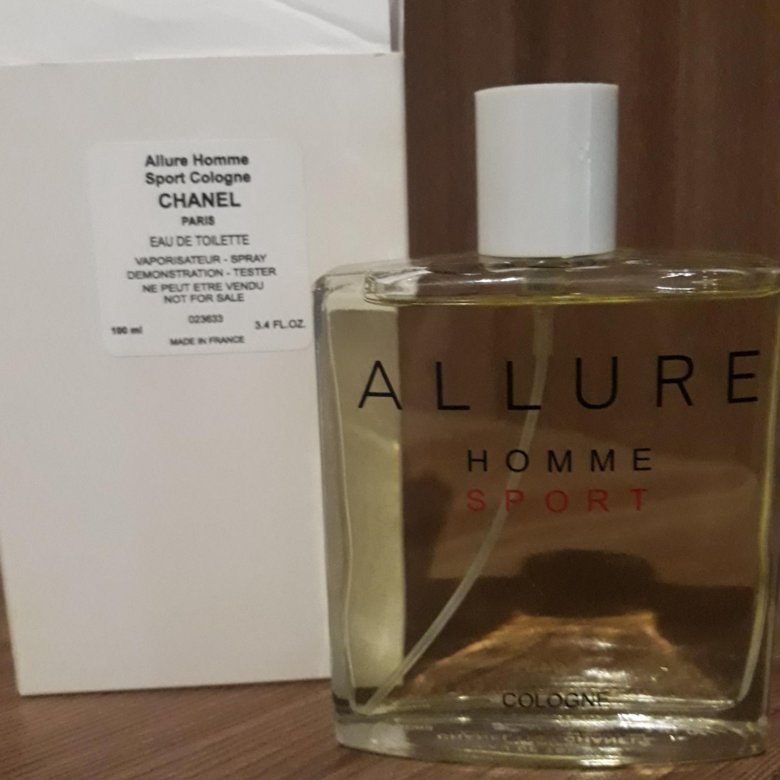 Allure Homme
Sport Cologne
CHANEL
PARIS
EAU DE TOILETTE
VAPORISATEUR - SPRAY
DEMONSTRATION - TESTER
NE PEUT ETRE VENDU
NOT FOR SALE
023633
100 ml 3.4 FL.OZ.
MADE IN FRANCE
ALLURE
HOMME
SPORT
COLOGNE